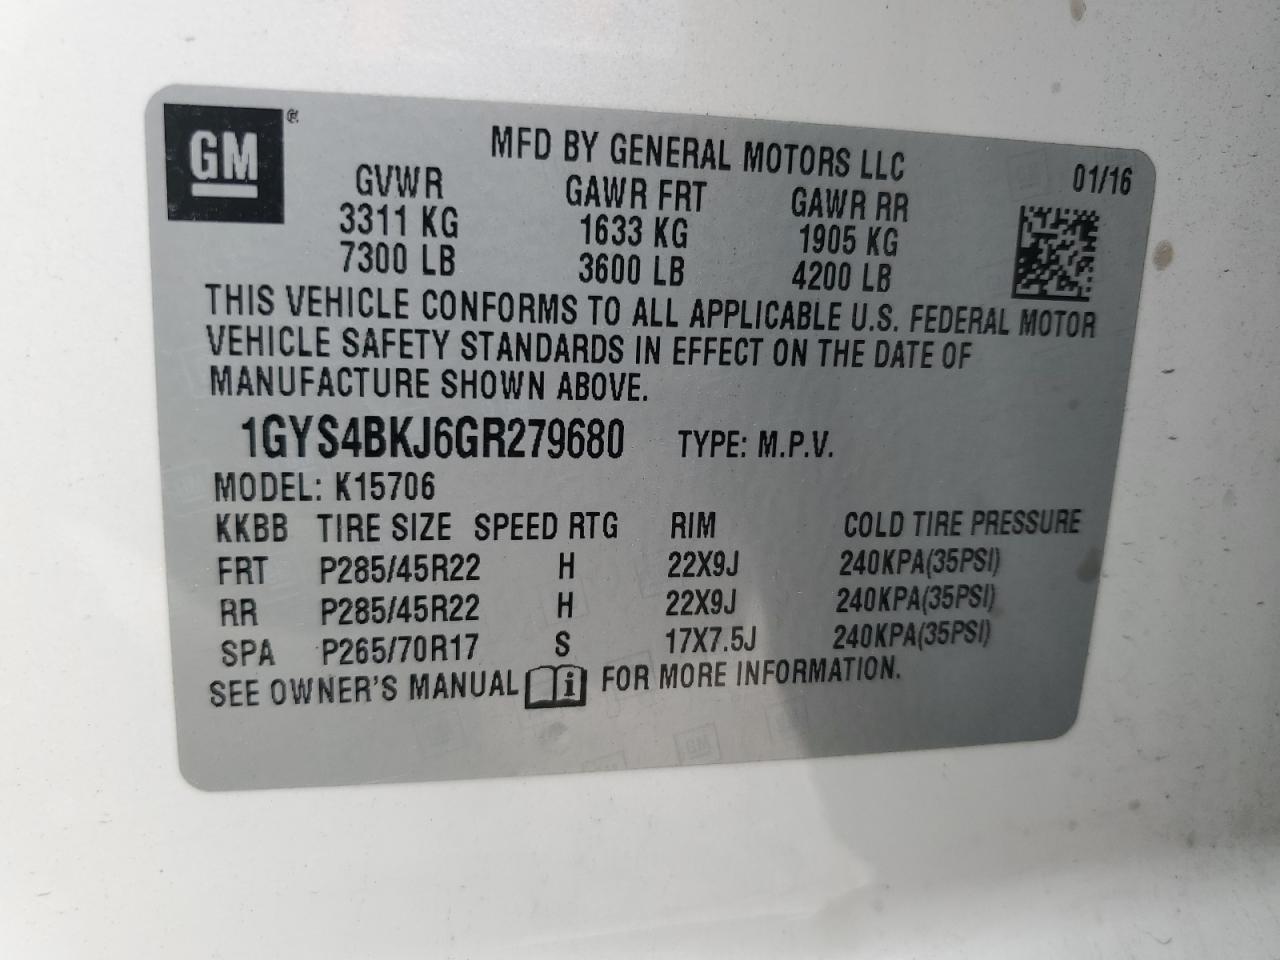 GM
MFD BY GENERAL MOTORS LLC 01/16
GVWR GAWR FRT GAWR RR
3311 KG 1633 KG 1905 KG
7300 LB 3600 LB 4200 LB
THIS VEHICLE CONFORMS TO ALL APPLICABLE U.S. FEDERAL MOTOR
VEHICLE SAFETY STANDARDS IN EFFECT ON THE DATE OF
MANUFACTURE SHOWN ABOVE.
1GYS4BKJ6GR279680 TYPE: M.P.V.
MODEL: K15706
KKBB TIRE SIZE SPEED RTG RIM COLD TIRE PRESSURE
FRT P285/45R22 H 22X9J 240KPA(35PSI)
RR P285/45R22 H 22X9J 240KPA(35PSI)
SPA P265/70R17 S 17X7.5J 240KPA(35PSI)
SEE OWNER'S MANUAL i FOR MORE INFORMATION.
GM